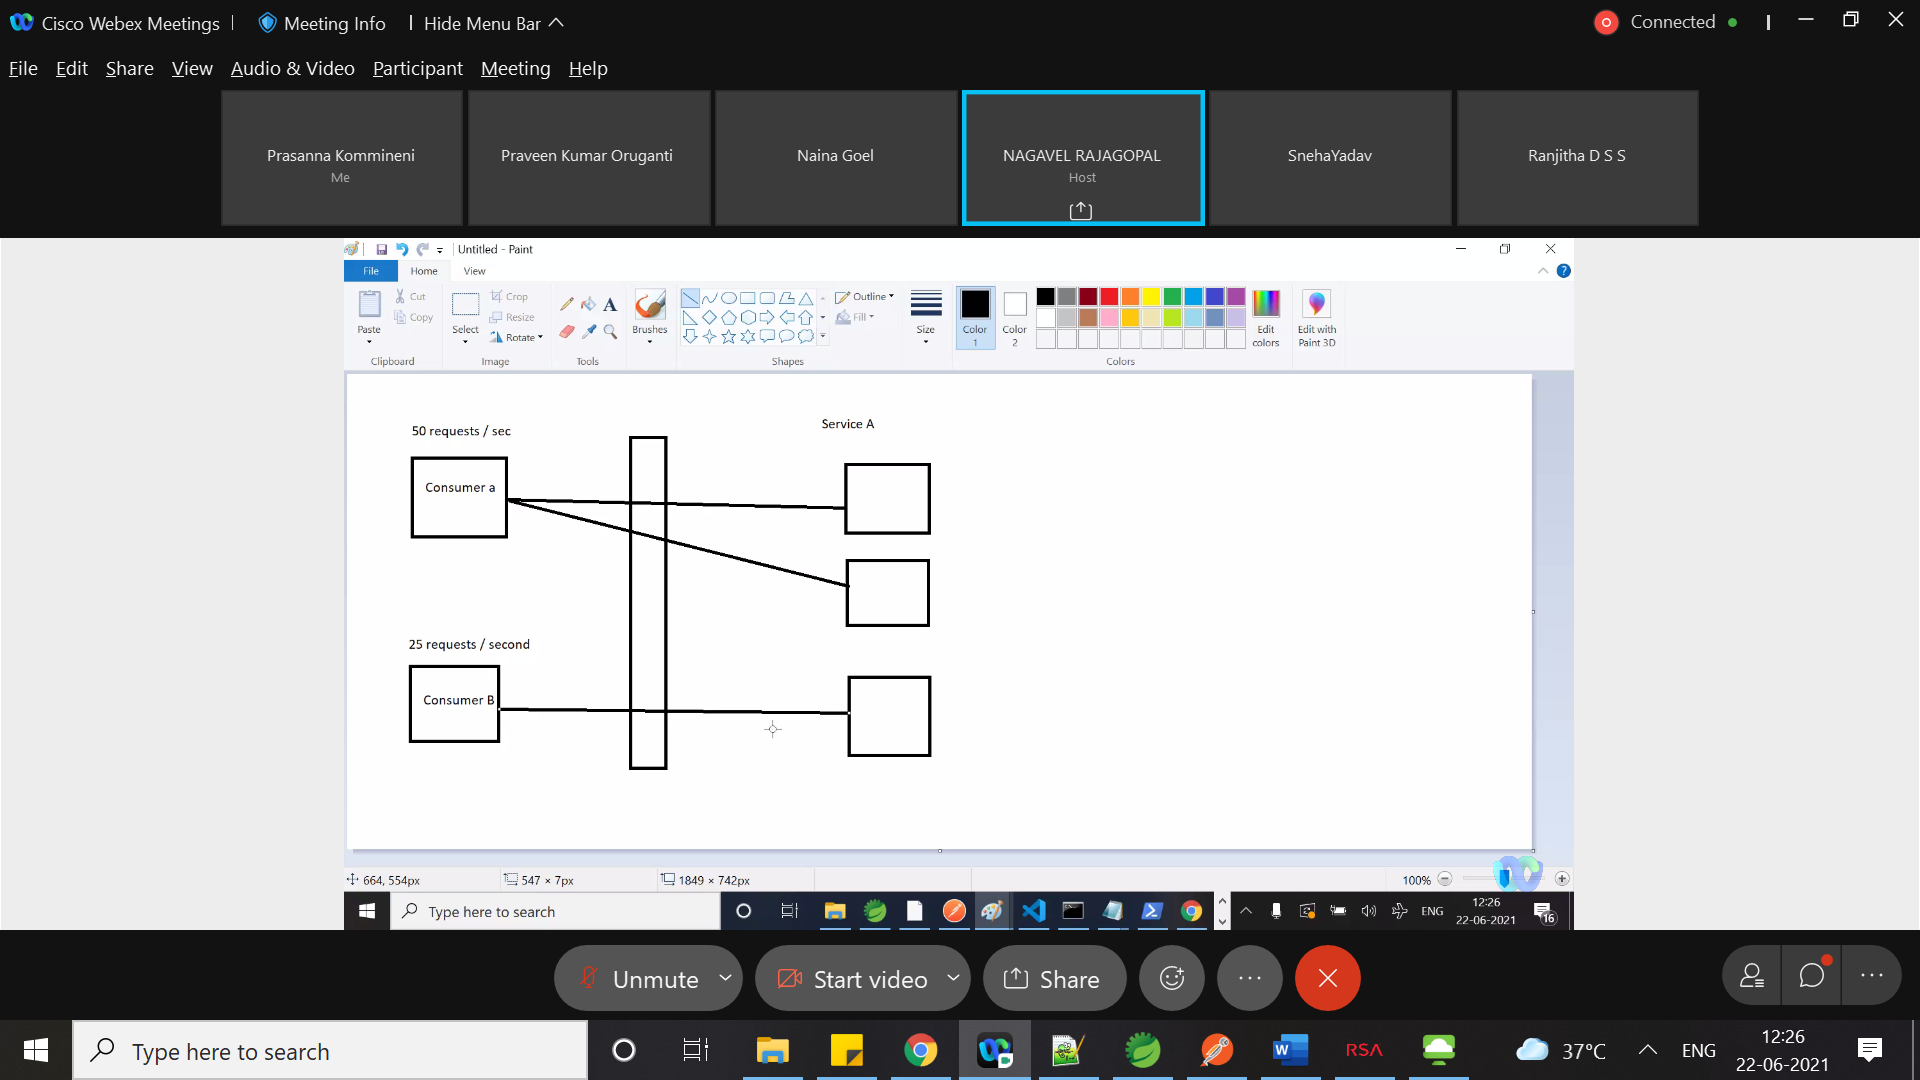 Cisco Webex Meetings
Meeting Info
Hide Menu Bar
Connected
File Edit Share View Audio & Video Participant Meeting Help
Prasanna Kommineni
Me
Praveen Kumar Oruganti
Naina Goel
NAGAVEL RAJAGOPAL
Host
SnehaYadav
Ranjitha D S S
Untitled - Paint
File Home View
Paste
Cut
Copy
Clipboard
Select
Crop
Resize
Rotate
Image
A
Tools
Brushes
Shapes
Outline
Fill
Size
Color 1
Color 2
Colors
Edit colors
Edit with Paint 3D
?
50 requests / sec
Service A
Consumer a
25 requests / second
Consumer B
664, 554px
547 × 7px
1849 × 742px
100%
Type here to search
ENG
12:26
22-06-2021
16
Unmute
Start video
Share
Type here to search
W
RSA
37°C
ENG
12:26
22-06-2021